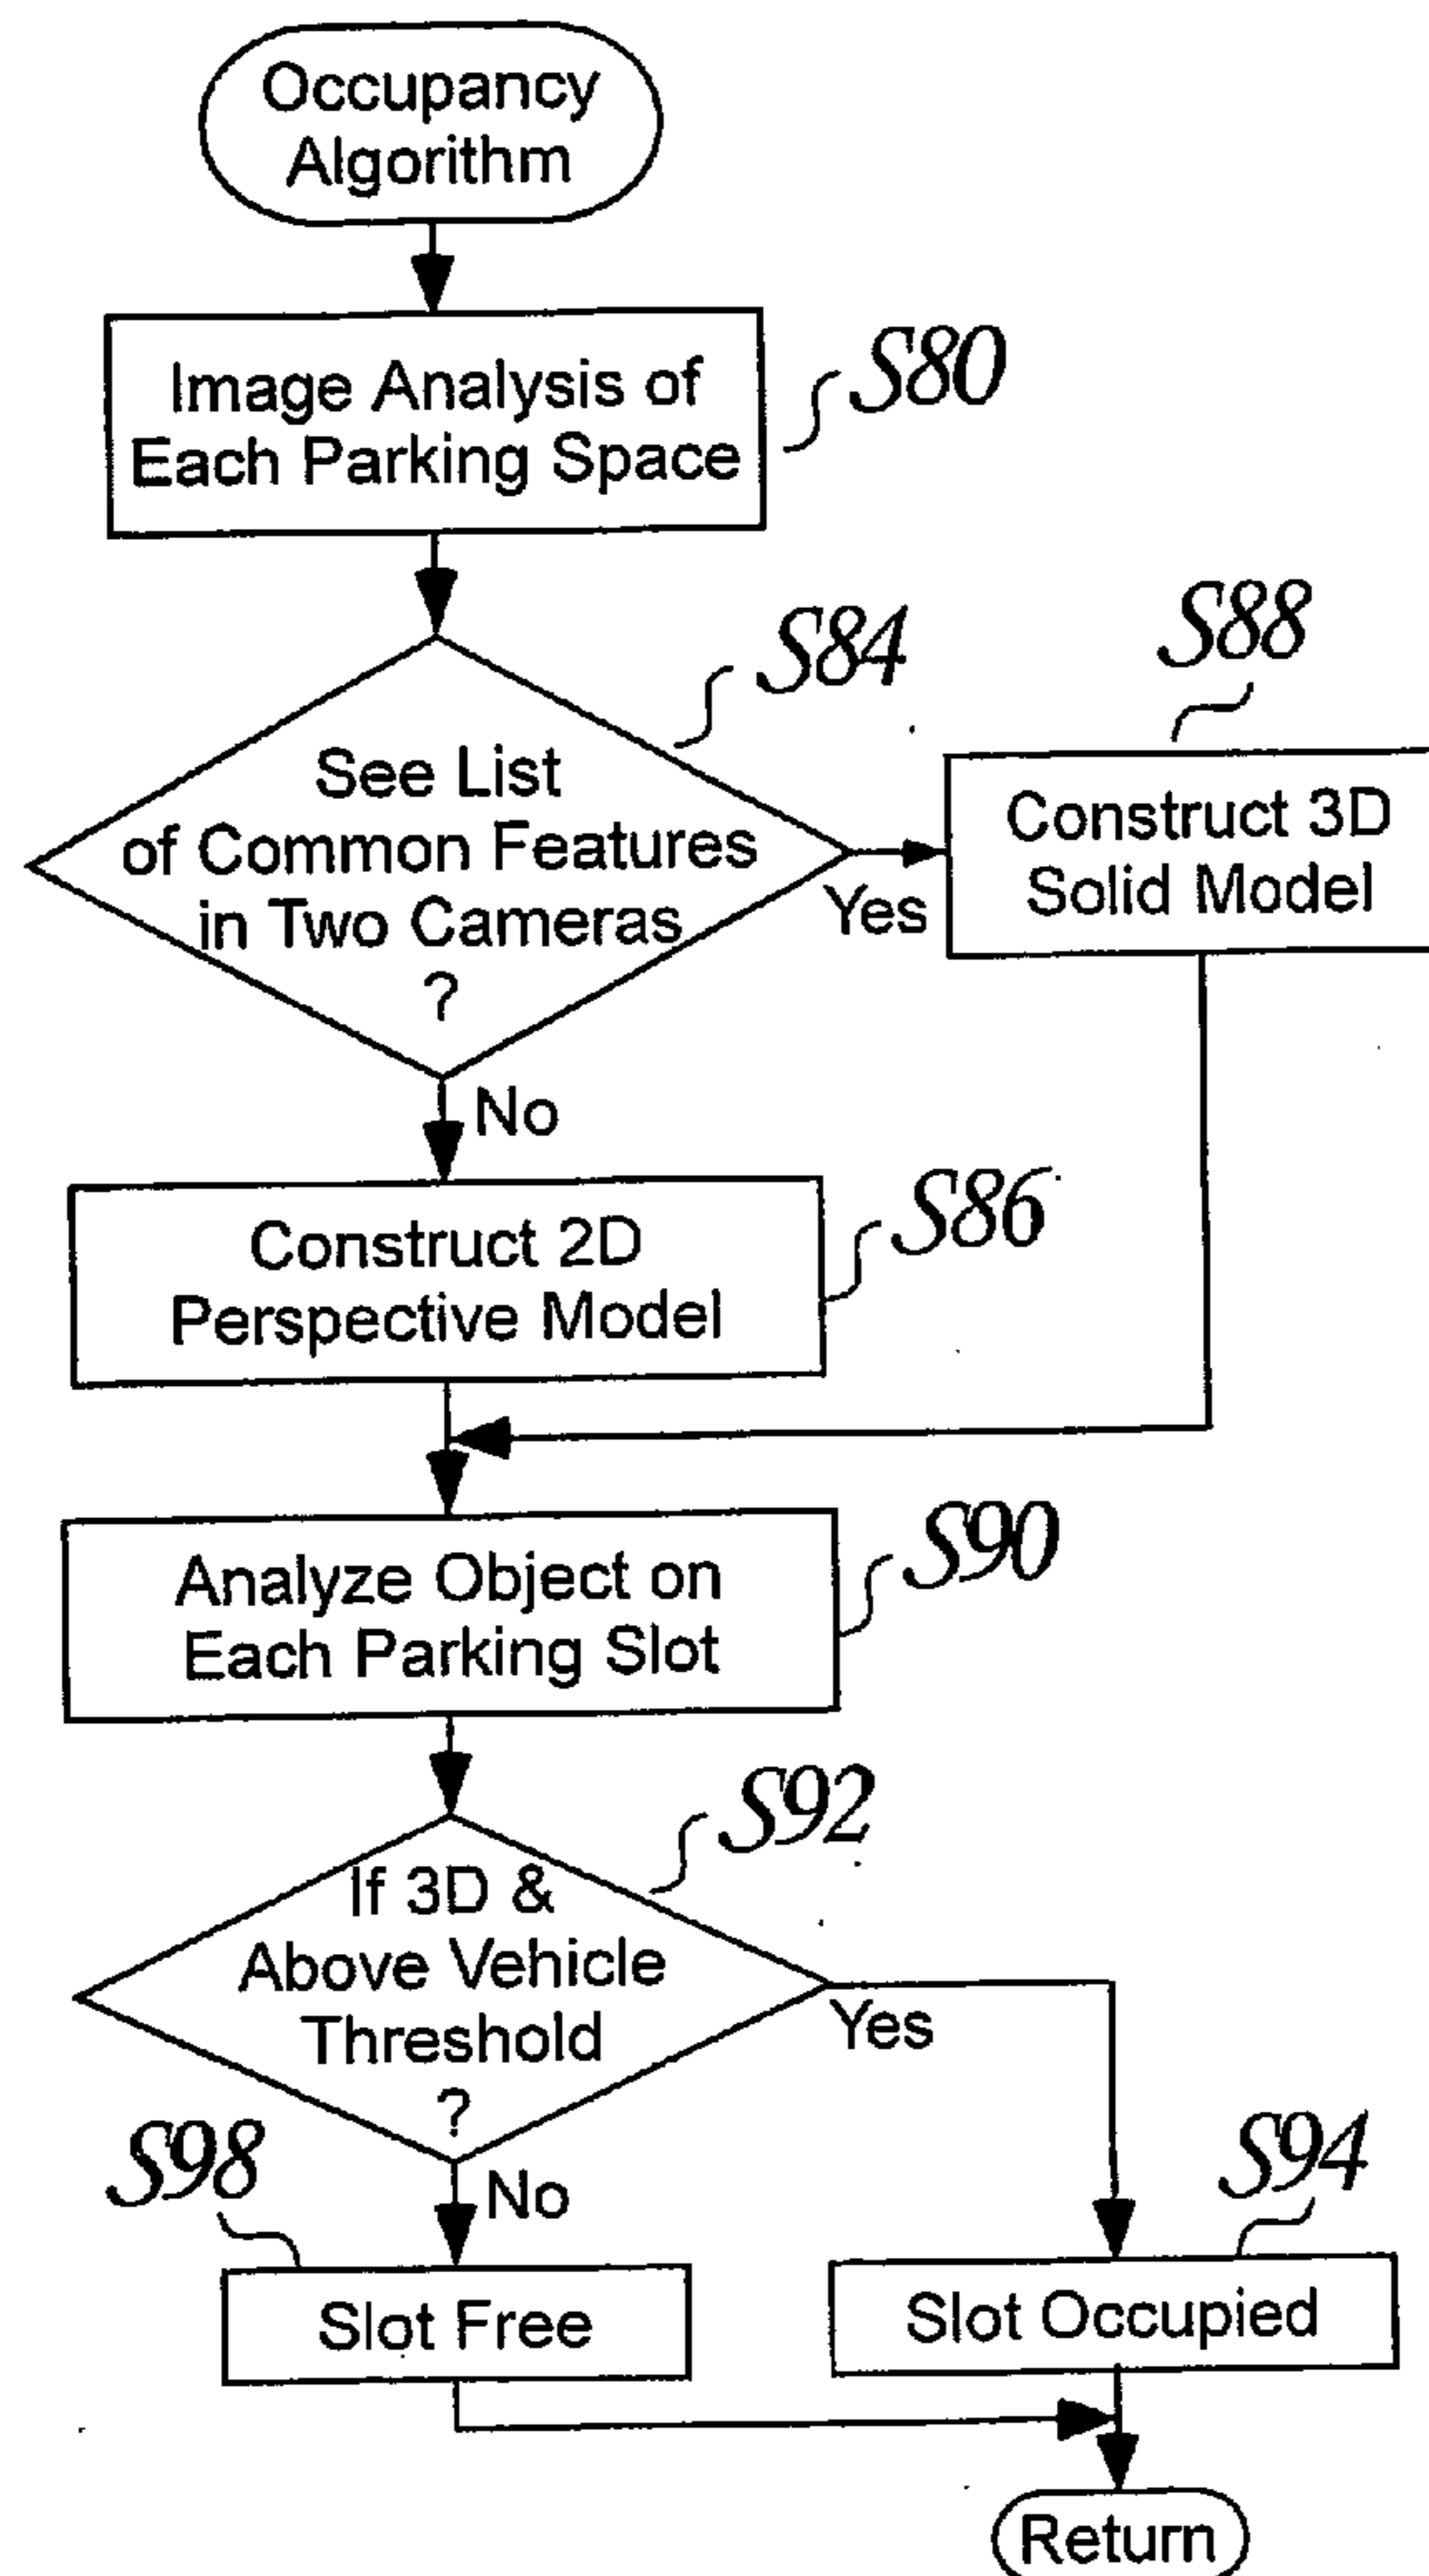 Occupancy
Algorithm
Image Analysis of
Each Parking Space
S80
See List
of Common Features
in Two Cameras
?
S84
Yes
Construct 3D
Solid Model
S88
No
Construct 2D
Perspective Model
S86
Analyze Object on
Each Parking Slot
S90
If 3D &
Above Vehicle
Threshold
?
S92
Yes
No
S98
Slot Free
S94
Slot Occupied
Return